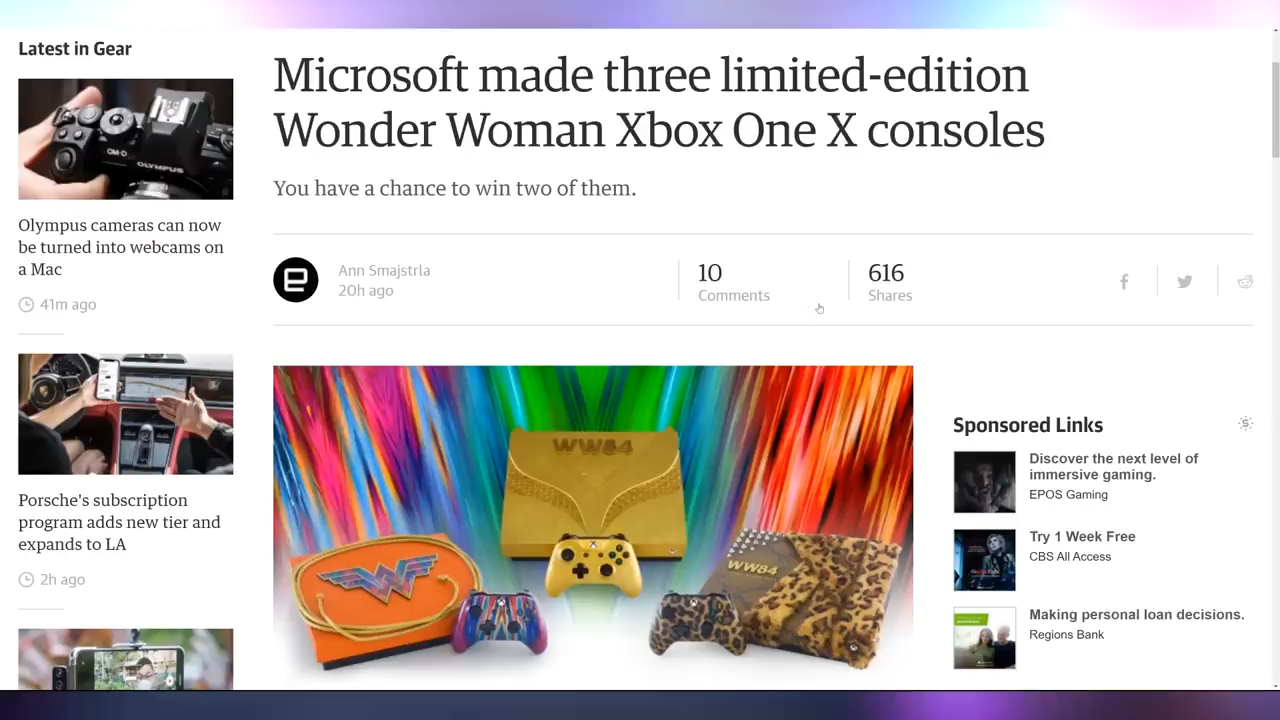 Latest in Gear
OM-D
OLYMPUS
Olympus cameras can now
be turned into webcams on
a Mac
41m ago
Porsche's subscription
program adds new tier and
expands to LA
2h ago
Microsoft made three limited-edition
Wonder Woman Xbox One X consoles
You have a chance to win two of them.
Ann Smajstrla
20h ago
10
Comments
616
Shares
WW84
WW84
Sponsored Links
Discover the next level of
immersive gaming.
EPOS Gaming
Try 1 Week Free
CBS All Access
Making personal loan decisions.
Regions Bank